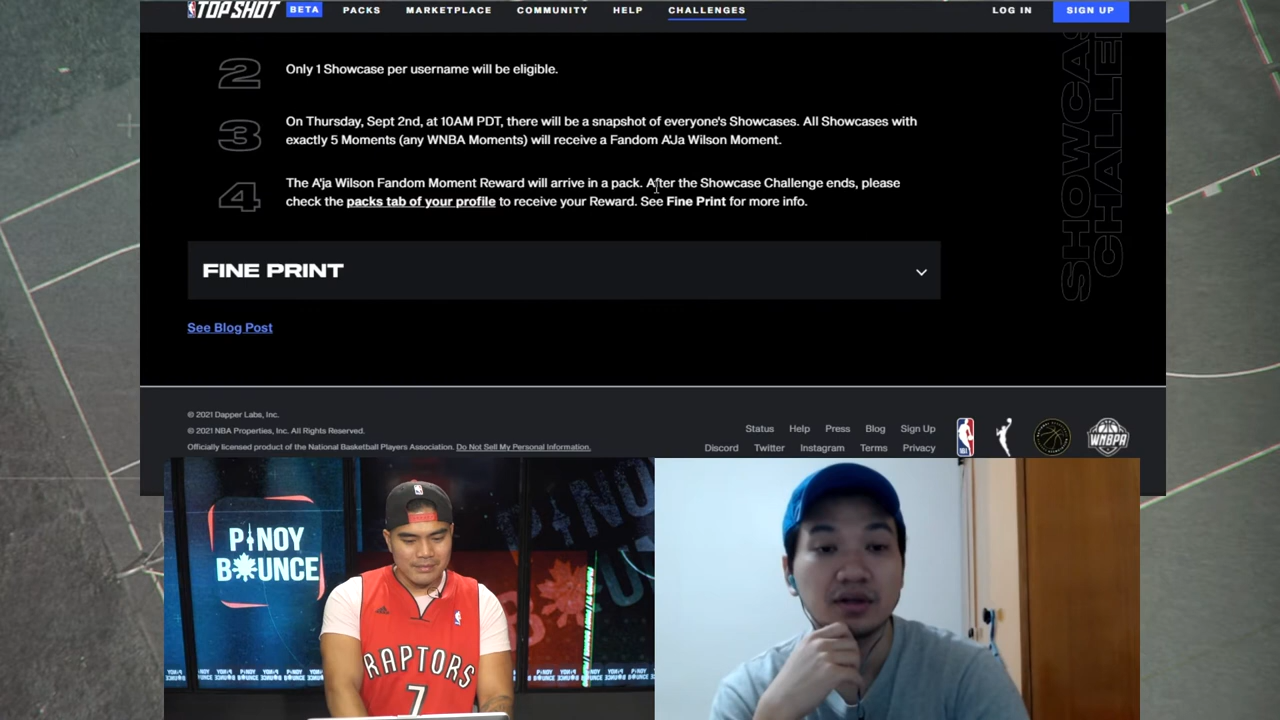 TOP SHOT BETA PACKS MARKETPLACE COMMUNITY HELP CHALLENGES LOG IN SIGN UP
2 Only 1 Showcase per username will be eligible.
3 On Thursday, Sept 2nd, at 10AM PDT, there will be a snapshot of everyone's Showcases. All Showcases with
exactly 5 Moments (any WNBA Moments) will receive a Fandom A'Ja Wilson Moment.
4 The A'ja Wilson Fandom Moment Reward will arrive in a pack. After the Showcase Challenge ends, please
check the packs tab of your profile to receive your Reward. See Fine Print for more info.
SHOWCAS
CHALLE
FINE PRINT
See Blog Post
© 2021 Dapper Labs, Inc.
© 2021 NBA Properties, Inc. All Rights Reserved.
Officially licensed product of the National Basketball Players Association. Do Not Sell My Personal Information.
Status Help Press Blog Sign Up
Discord Twitter Instagram Terms Privacy
WNBPA
PINOY
BOUNCE
RAPTORS
7